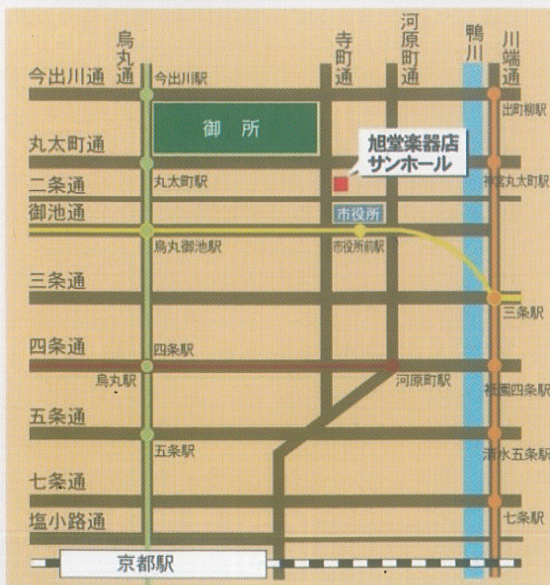 烏丸通
寺町通
河原町通
鴨川
川端通
今出川通
今出川駅
出町柳駅
御 所
丸太町通
旭堂楽器店
サンホール
丸太町駅
神宮丸太町駅
二条通
御池通
市役所
烏丸御池駅
市役所前駅
三条通
三条駅
四条通
四条駅
烏丸駅
河原町駅
祇園四条駅
五条通
五条駅
清水五条駅
七条通
七条駅
塩小路通
京都駅